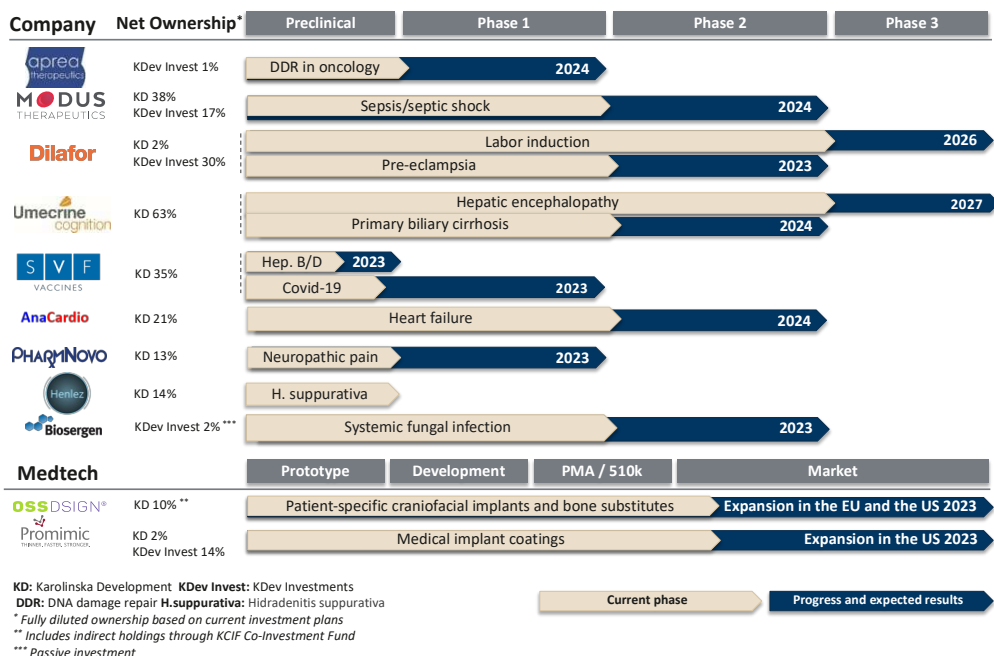 Company Net Ownership* Preclinical Phase 1 Phase 2 Phase 3
aprea
therapeutics
KDev Invest 1% DDR in oncology 2024
MODUS
THERAPEUTICS
KD 38%
KDev Invest 17%
Sepsis/septic shock 2024
Dilafor
KD 2%
KDev Invest 30%
Labor induction 2026
Pre-eclampsia 2023
Umecrine
cognition
KD 63%
Hepatic encephalopathy 2027
Primary biliary cirrhosis 2024
SVF
VACCINES
KD 35%
Hep. B/D 2023
Covid-19 2023
AnaCardio KD 21% Heart failure 2024
PHARMNOVO KD 13% Neuropathic pain 2023
Henlez KD 14% H. suppurativa
Biosergen KDev Invest 2% *** Systemic fungal infection 2023
Medtech Prototype Development PMA / 510k Market
OSSDSIGN® KD 10% ** Patient-specific craniofacial implants and bone substitutes Expansion in the EU and the US 2023
Promimic
THINNER. FASTER. STRONGER.
KD 2%
KDev Invest 14%
Medical implant coatings Expansion in the US 2023
KD: Karolinska Development KDev Invest: KDev Investments
DDR: DNA damage repair H.suppurativa: Hidradenitis suppurativa
* Fully diluted ownership based on current investment plans
** Includes indirect holdings through KCIF Co-Investment Fund
*** Passive investment
Current phase Progress and expected results